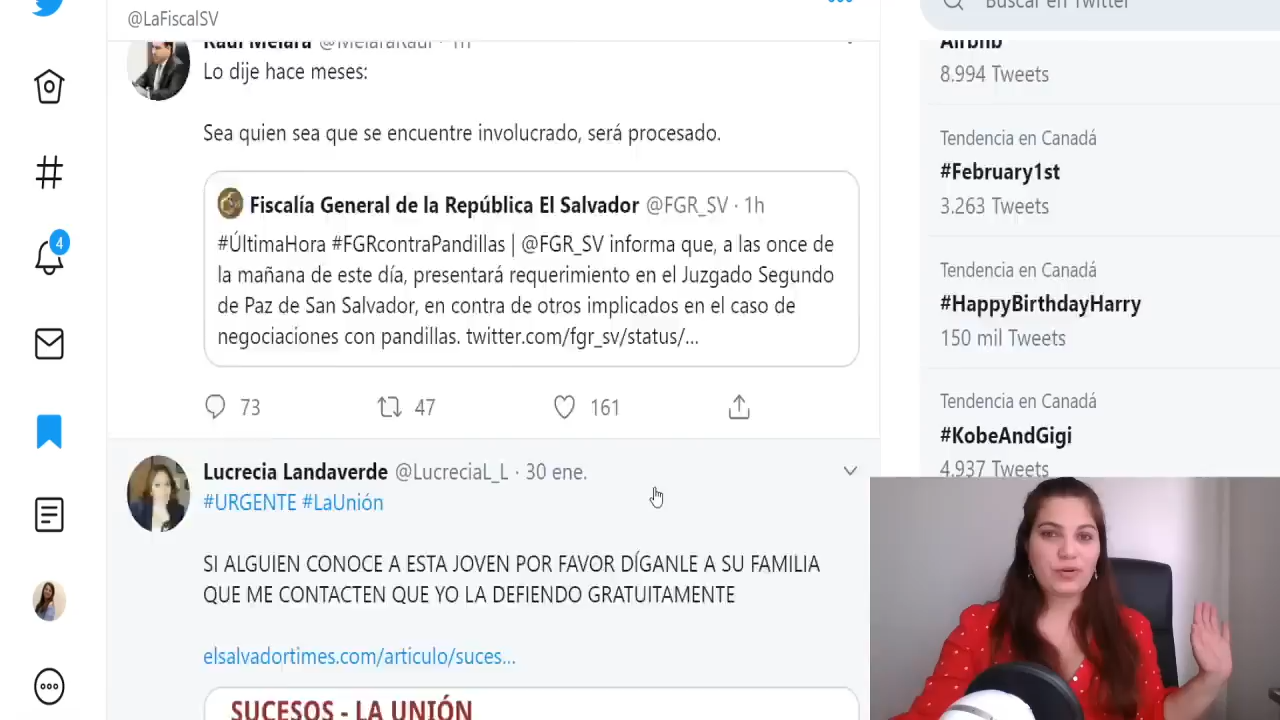 @LaFiscalSV
Raúl Melara @MelaraRaul · 1h
Lo dije hace meses:
Sea quien sea que se encuentre involucrado, será procesado.
Fiscalía General de la República El Salvador @FGR_SV · 1h
#ÚltimaHora #FGRcontraPandillas | @FGR_SV informa que, a las once de
la mañana de este día, presentará requerimiento en el Juzgado Segundo
de Paz de San Salvador, en contra de otros implicados en el caso de
negociaciones con pandillas. twitter.com/fgr_sv/status/...
73 47 161
Lucrecia Landaverde @LucreciaL_L · 30 ene.
#URGENTE #LaUnión
SI ALGUIEN CONOCE A ESTA JOVEN POR FAVOR DÍGANLE A SU FAMILIA
QUE ME CONTACTEN QUE YO LA DEFIENDO GRATUITAMENTE
elsalvadortimes.com/articulo/suces...
SUCESOS - LA UNIÓN
4
Buscar en Twitter
Airbnb
8.994 Tweets
Tendencia en Canadá
#February1st
3.263 Tweets
Tendencia en Canadá
#HappyBirthdayHarry
150 mil Tweets
Tendencia en Canadá
#KobeAndGigi
4.937 Tweets